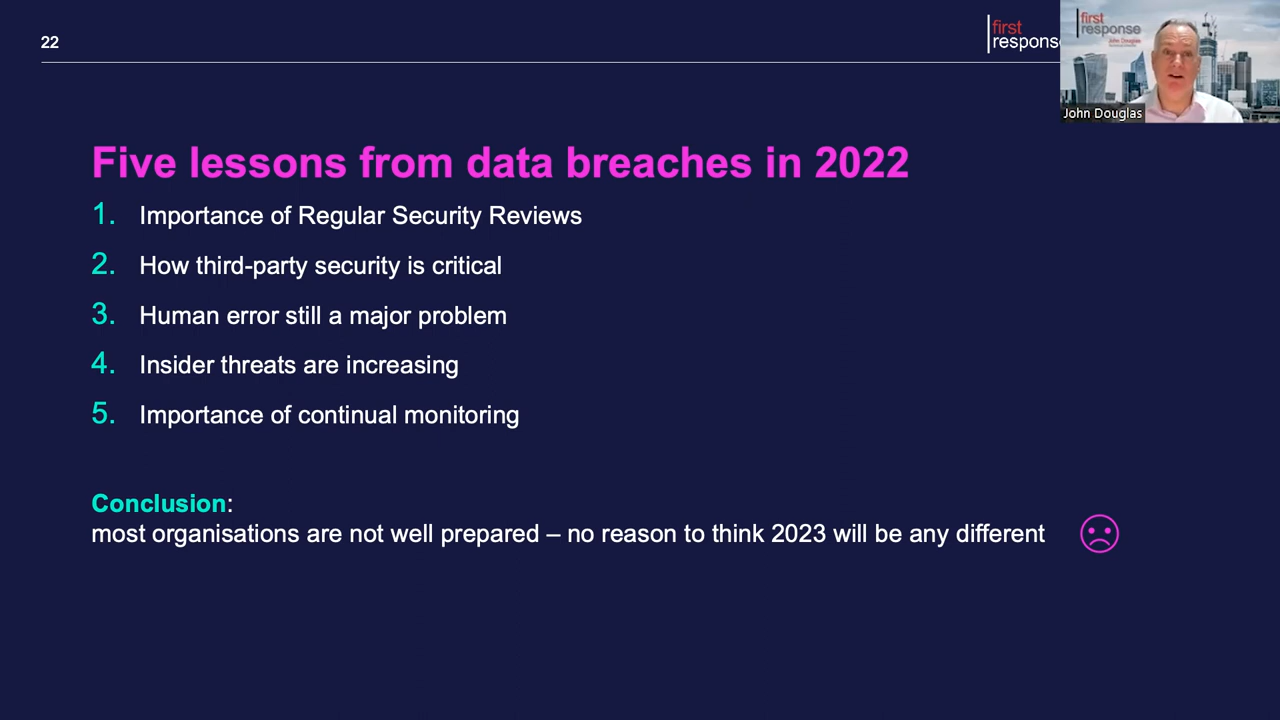 22
first
response
first
response
John Douglas
John Douglas
Five lessons from data breaches in 2022
1. Importance of Regular Security Reviews
2. How third-party security is critical
3. Human error still a major problem
4. Insider threats are increasing
5. Importance of continual monitoring
Conclusion:
most organisations are not well prepared – no reason to think 2023 will be any different